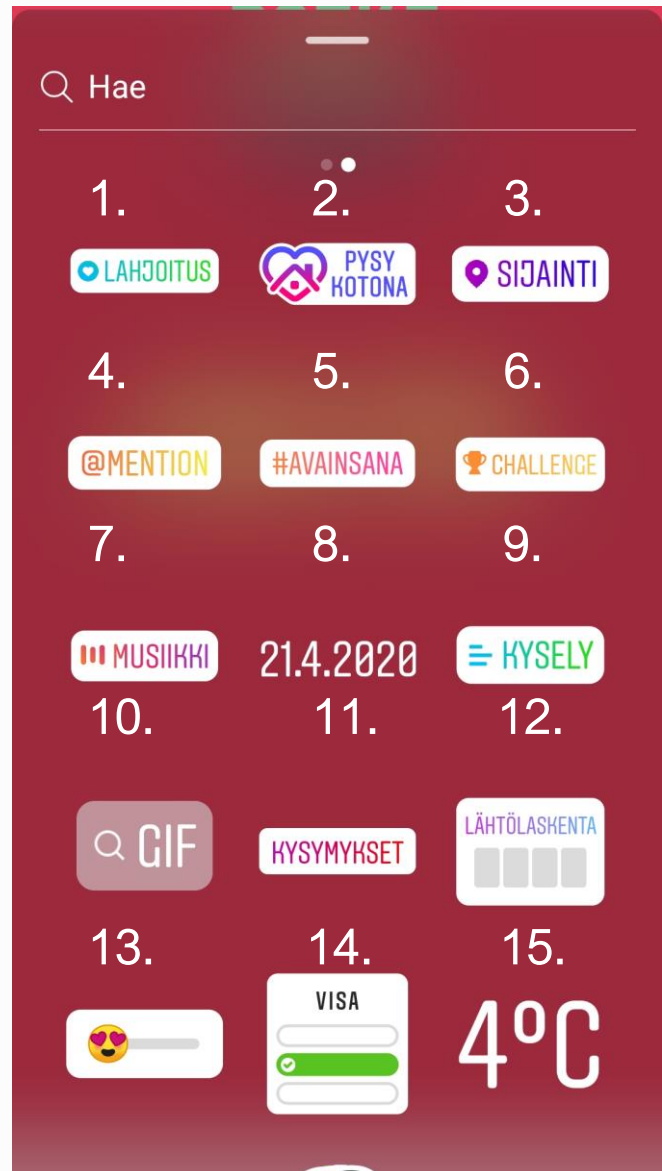 Hae
1. 2. 3.
LAHJOITUS PYSY KOTONA SIJAINTI
4. 5. 6.
@MENTION #AVAINSANA CHALLENGE
7. 8. 9.
MUSIIKKI 21.4.2020 KYSELY
10. 11. 12.
GIF KYSYMYKSET LÄHTÖLASKENTA
13. 14. 15.
VISA 4°C